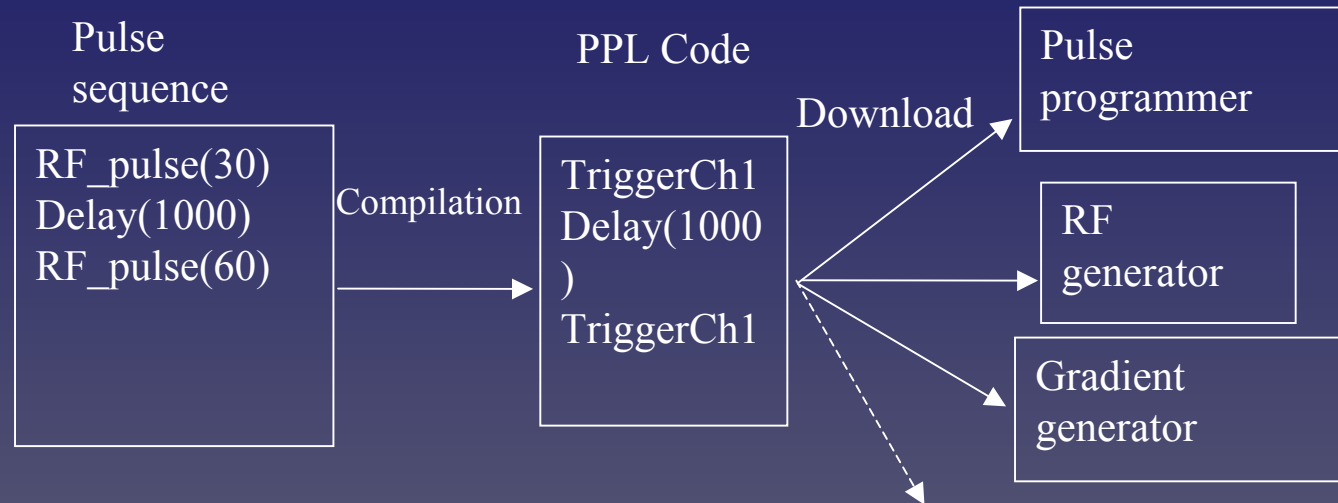 Pulse
sequence
RF_pulse(30)
Delay(1000)
RF_pulse(60)
Compilation
PPL Code
TriggerCh1
Delay(1000
)
TriggerCh1
Download
Pulse
programmer
RF
generator
Gradient
generator